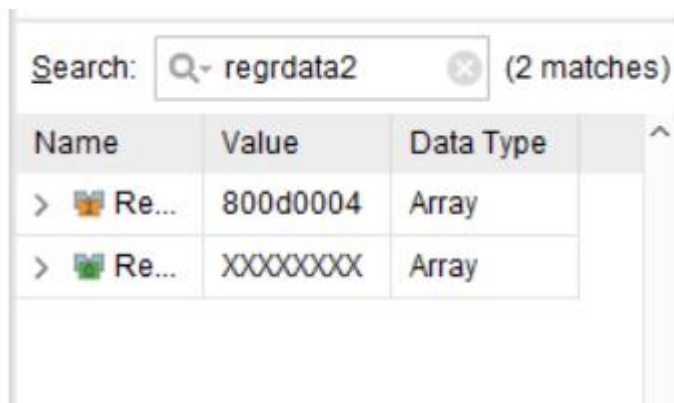 Search: regrdata2 (2 matches)
Name Value Data Type
Re... 800d0004 Array
Re... XXXXXXXX Array